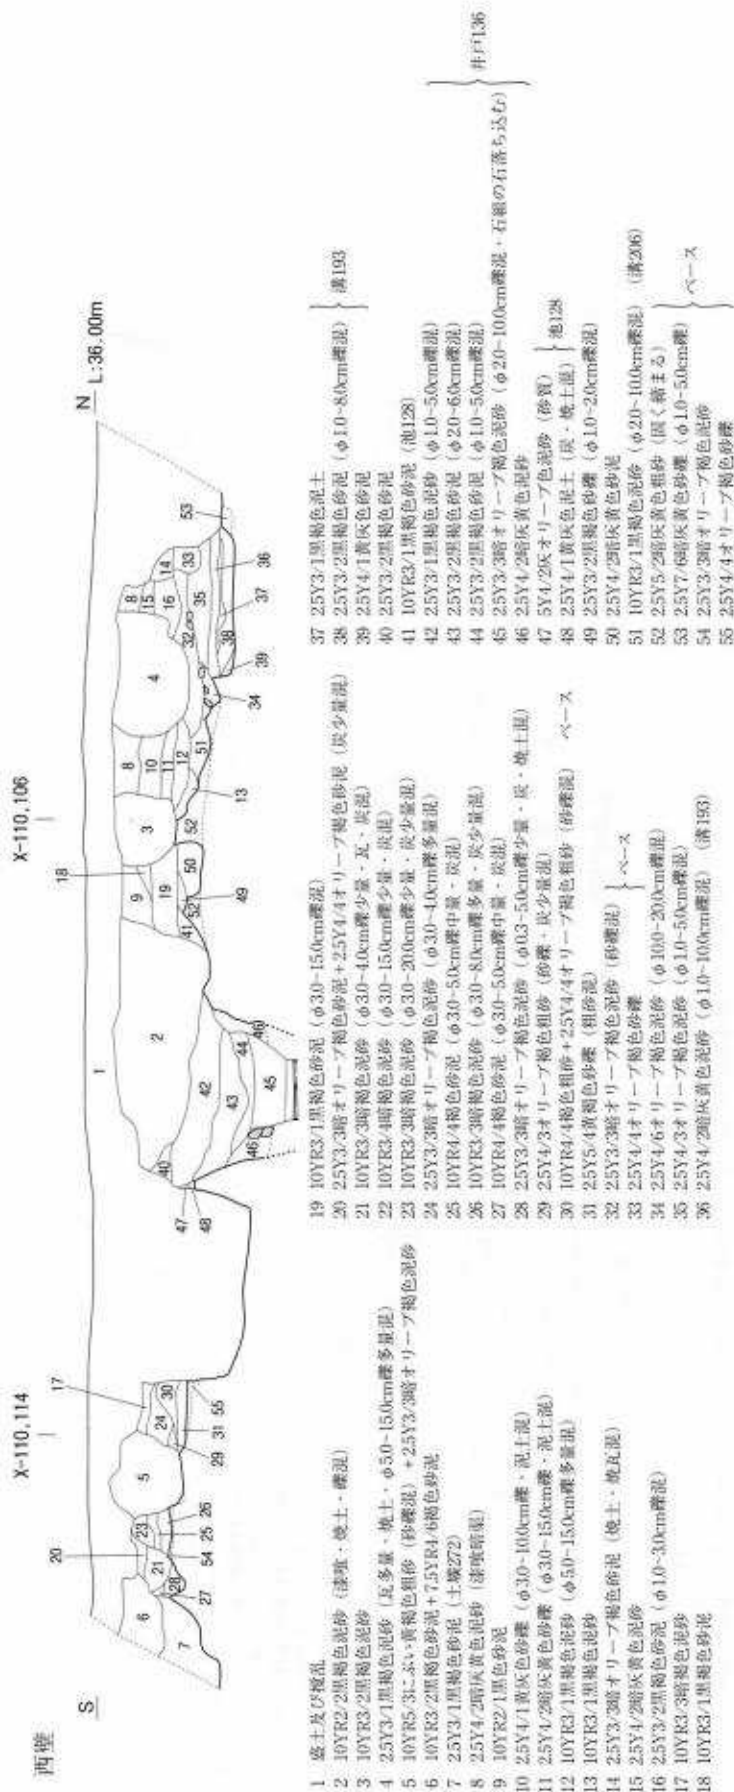 西壁
S
N
L:36.00m
X-110,114
X-110,106
1 盛土及び攪乱
2 10YR2/2黒褐色泥砂（漆喰・焼土・礫混）
3 10YR3/2黒褐色泥砂
4 2.5Y3/1黒褐色砂泥（瓦多量・焼土・φ5.0~15.0cm礫多量混）
5 10YR5/3にぶい黄褐色粗砂（砂礫混）+2.5Y3/3暗オリーブ褐色泥砂
6 10YR3/2黒褐色砂泥+7.5YR4/6褐色砂泥
7 2.5Y3/1黒褐色砂泥（土壙272）
8 2.5Y4/2暗灰黄色泥砂（漆喰暗渠）
9 10YR2/1黒色砂泥
10 2.5Y4/1黄灰色砂礫（φ3.0~10.0cm礫・泥土混）
11 2.5Y4/2暗灰黄色砂礫（φ3.0~15.0cm礫・泥土混）
12 10YR3/1黒褐色泥砂（φ5.0~15.0cm礫多量混）
13 10YR3/1黒褐色泥砂
14 2.5Y3/3暗オリーブ褐色砂泥（焼土・焼瓦混）
15 2.5Y4/2暗灰黄色泥砂
16 2.5Y3/2黒褐色砂泥（φ1.0~3.0cm礫混）
17 10YR3/3暗褐色泥砂
18 10YR3/1黒褐色砂泥
19 10YR3/1黒褐色砂泥（φ3.0~15.0cm礫混）
20 2.5Y3/3暗オリーブ褐色砂泥+2.5Y4/4オリーブ褐色砂泥（炭少量混）
21 10YR3/3暗褐色泥砂（φ3.0~4.0cm礫少量・瓦・炭混）
22 10YR3/4暗褐色砂泥（φ3.0~15.0cm礫少量・炭混）
23 10YR3/3暗褐色泥砂（φ3.0~20.0cm礫少量・炭少量混）
24 2.5Y3/3暗オリーブ褐色泥砂（φ3.0~4.0cm礫多量混）
25 10YR4/4褐色砂泥（φ3.0~5.0cm礫中量・炭混）
26 10YR3/3暗褐色泥砂（φ3.0~8.0cm礫多量・炭少量混）
27 10YR4/4褐色砂泥（φ3.0~5.0cm礫中量・炭混）
28 2.5Y3/3暗オリーブ褐色泥砂（φ0.3~5.0cm礫少量・炭・焼土混）
29 2.5Y4/3オリーブ褐色粗砂（砂礫・炭少量混）
30 10YR4/4褐色粗砂+2.5Y4/4オリーブ褐色粗砂（砂礫混） ベース
31 2.5Y5/4黄褐色砂礫（粗砂混）
32 2.5Y3/3暗オリーブ褐色泥砂（砂礫混）
33 2.5Y4/4オリーブ褐色砂礫
ベース
34 2.5Y4/6オリーブ褐色泥砂（φ10.0~20.0cm礫混）
35 2.5Y4/3オリーブ褐色泥砂（φ1.0~5.0cm礫混）
36 2.5Y4/2暗灰黄色泥砂（φ1.0~10.0cm礫混）（溝193）
37 2.5Y3/1黒褐色泥土
38 2.5Y3/2黒褐色砂泥（φ1.0~8.0cm礫混）
39 2.5Y4/1黄灰色砂泥
溝193
40 2.5Y3/2黒褐色砂泥
41 10YR3/1黒褐色砂泥（池128）
42 2.5Y3/1黒褐色泥砂（φ1.0~5.0cm礫混）
43 2.5Y3/2黒褐色砂泥（φ2.0~6.0cm礫混）
44 2.5Y3/2黒褐色砂泥（φ1.0~5.0cm礫混）
45 2.5Y3/3暗オリーブ褐色泥砂（φ2.0~10.0cm礫混・石組の石落ち込む）
46 2.5Y4/2暗灰黄色泥砂
井戸136
47 5Y4/2灰オリーブ色泥砂（砂質）
48 2.5Y4/1黄灰色泥土（炭・焼土混）
池128
49 2.5Y3/2黒褐色砂礫（φ1.0~2.0cm礫混）
50 2.5Y4/2暗灰黄色砂泥
51 10YR3/1黒褐色泥砂（φ2.0~10.0cm礫混）（溝206）
52 2.5Y5/2暗灰黄色粗砂（固く締まる）
53 2.5Y7/6暗灰黄色砂礫（φ1.0~5.0cm礫）
54 2.5Y3/3暗オリーブ褐色泥砂
55 2.5Y4/4オリーブ褐色砂礫
ベース